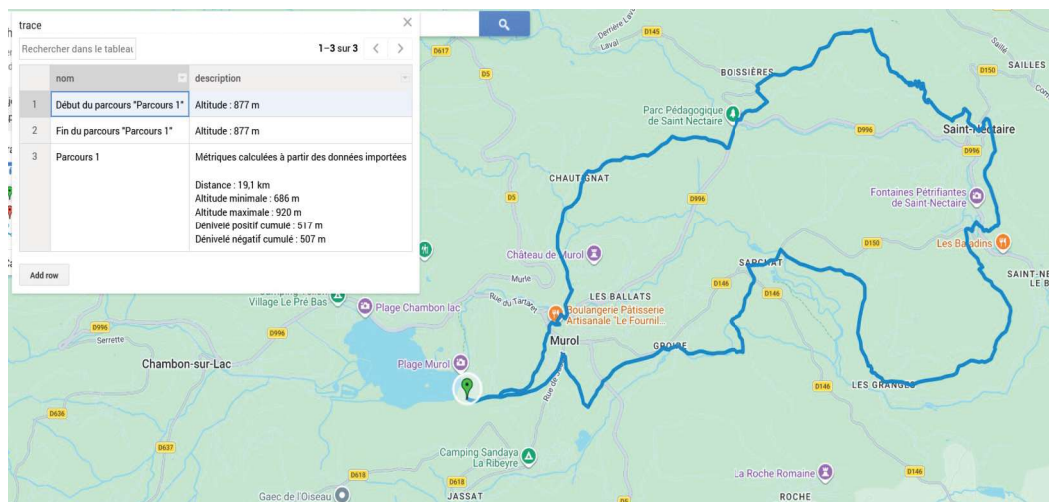 trace
Rechercher dans le tableau
1–3 sur 3
nom
description
1
Début du parcours "Parcours 1"
Altitude : 877 m
2
Fin du parcours "Parcours 1"
Altitude : 877 m
3
Parcours 1
Métriques calculées à partir des données importées
Distance : 19,1 km
Altitude minimale : 686 m
Altitude maximale : 920 m
Dénivelé positif cumulé : 517 m
Dénivelé négatif cumulé : 507 m
Add row
Laval
D145
D617
D5
Saillé
SAILLES
D150
BOISSIÈRES
Parc Pédagogique
de Saint Nectaire
D996
Saint-Nectaire
D996
CHAUTIGNAT
D5
D996
Fontaines Pétrifiantes
de Saint-Nectaire
D150
Les Baladins
Château de Murol
SAPCHAT
D146
D146
Murle
Rue du Tartaret
LES BALLATS
Boulangerie Pâtisserie
Artisanale "Le Fournil...
Village Le Pré Bas
Plage Chambon lac
D996
Serrette
D996
Murol
GROIRE
Chambon-sur-Lac
Plage Murol
D146
LES GRANGES
D636
D637
Camping Sandaya
La Ribeyre
D618
D618
La Roche Romaine
D146
Gaec de l'Oiseau
JASSAT
D5
ROCHE